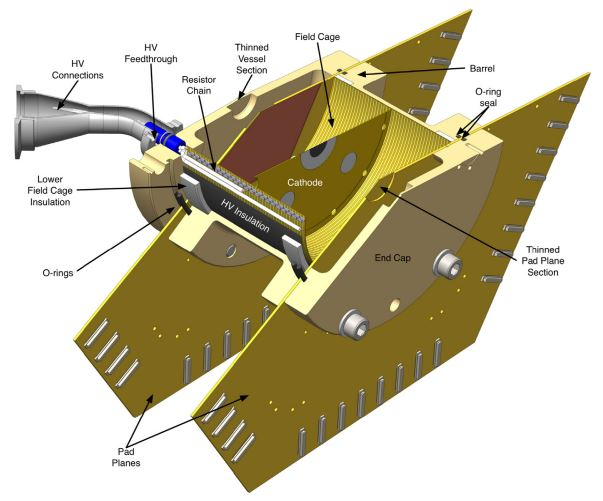 HV
Connections
HV
Feedthrough
Thinned
Vessel
Section
Field Cage
Resistor
Chain
Barrel
O-ring
seal
Lower
Field Cage
Insulation
Cathode
HV Insulation
O-rings
End Cap
Thinned
Pad Plane
Section
Pad
Planes